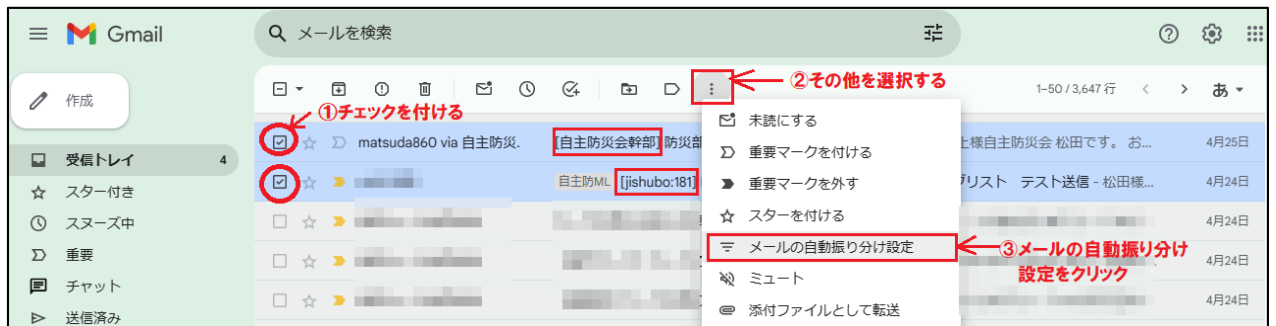 Gmail
メールを検索
作成
②その他を選択する
1-50 / 3,647 行
あ
①チェックを付ける
未読にする
受信トレイ 4
matsuda860 via 自主防災.
[自主防災会幹部] 防災部
上様自主防災会 松田です。 お...
4月25日
重要マークを付ける
スター付き
自主防ML [jishubo:181]
重要マークを外す
プリスト テスト送信 - 松田様...
4月24日
スヌーズ中
スターを付ける
4月24日
重要
メールの自動振り分け設定
③メールの自動振り分け
設定をクリック
4月24日
チャット
ミュート
送信済み
添付ファイルとして転送
4月24日